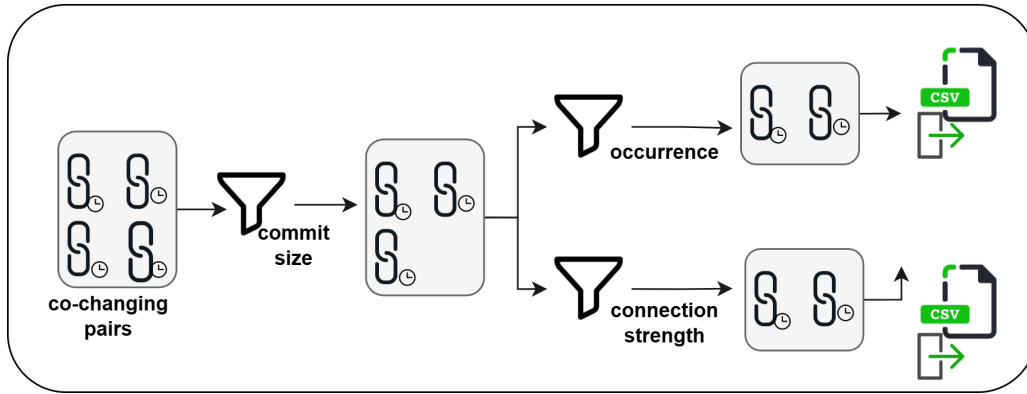 co-changing
pairs
commit
size
occurrence
CSV
connection
strength
CSV